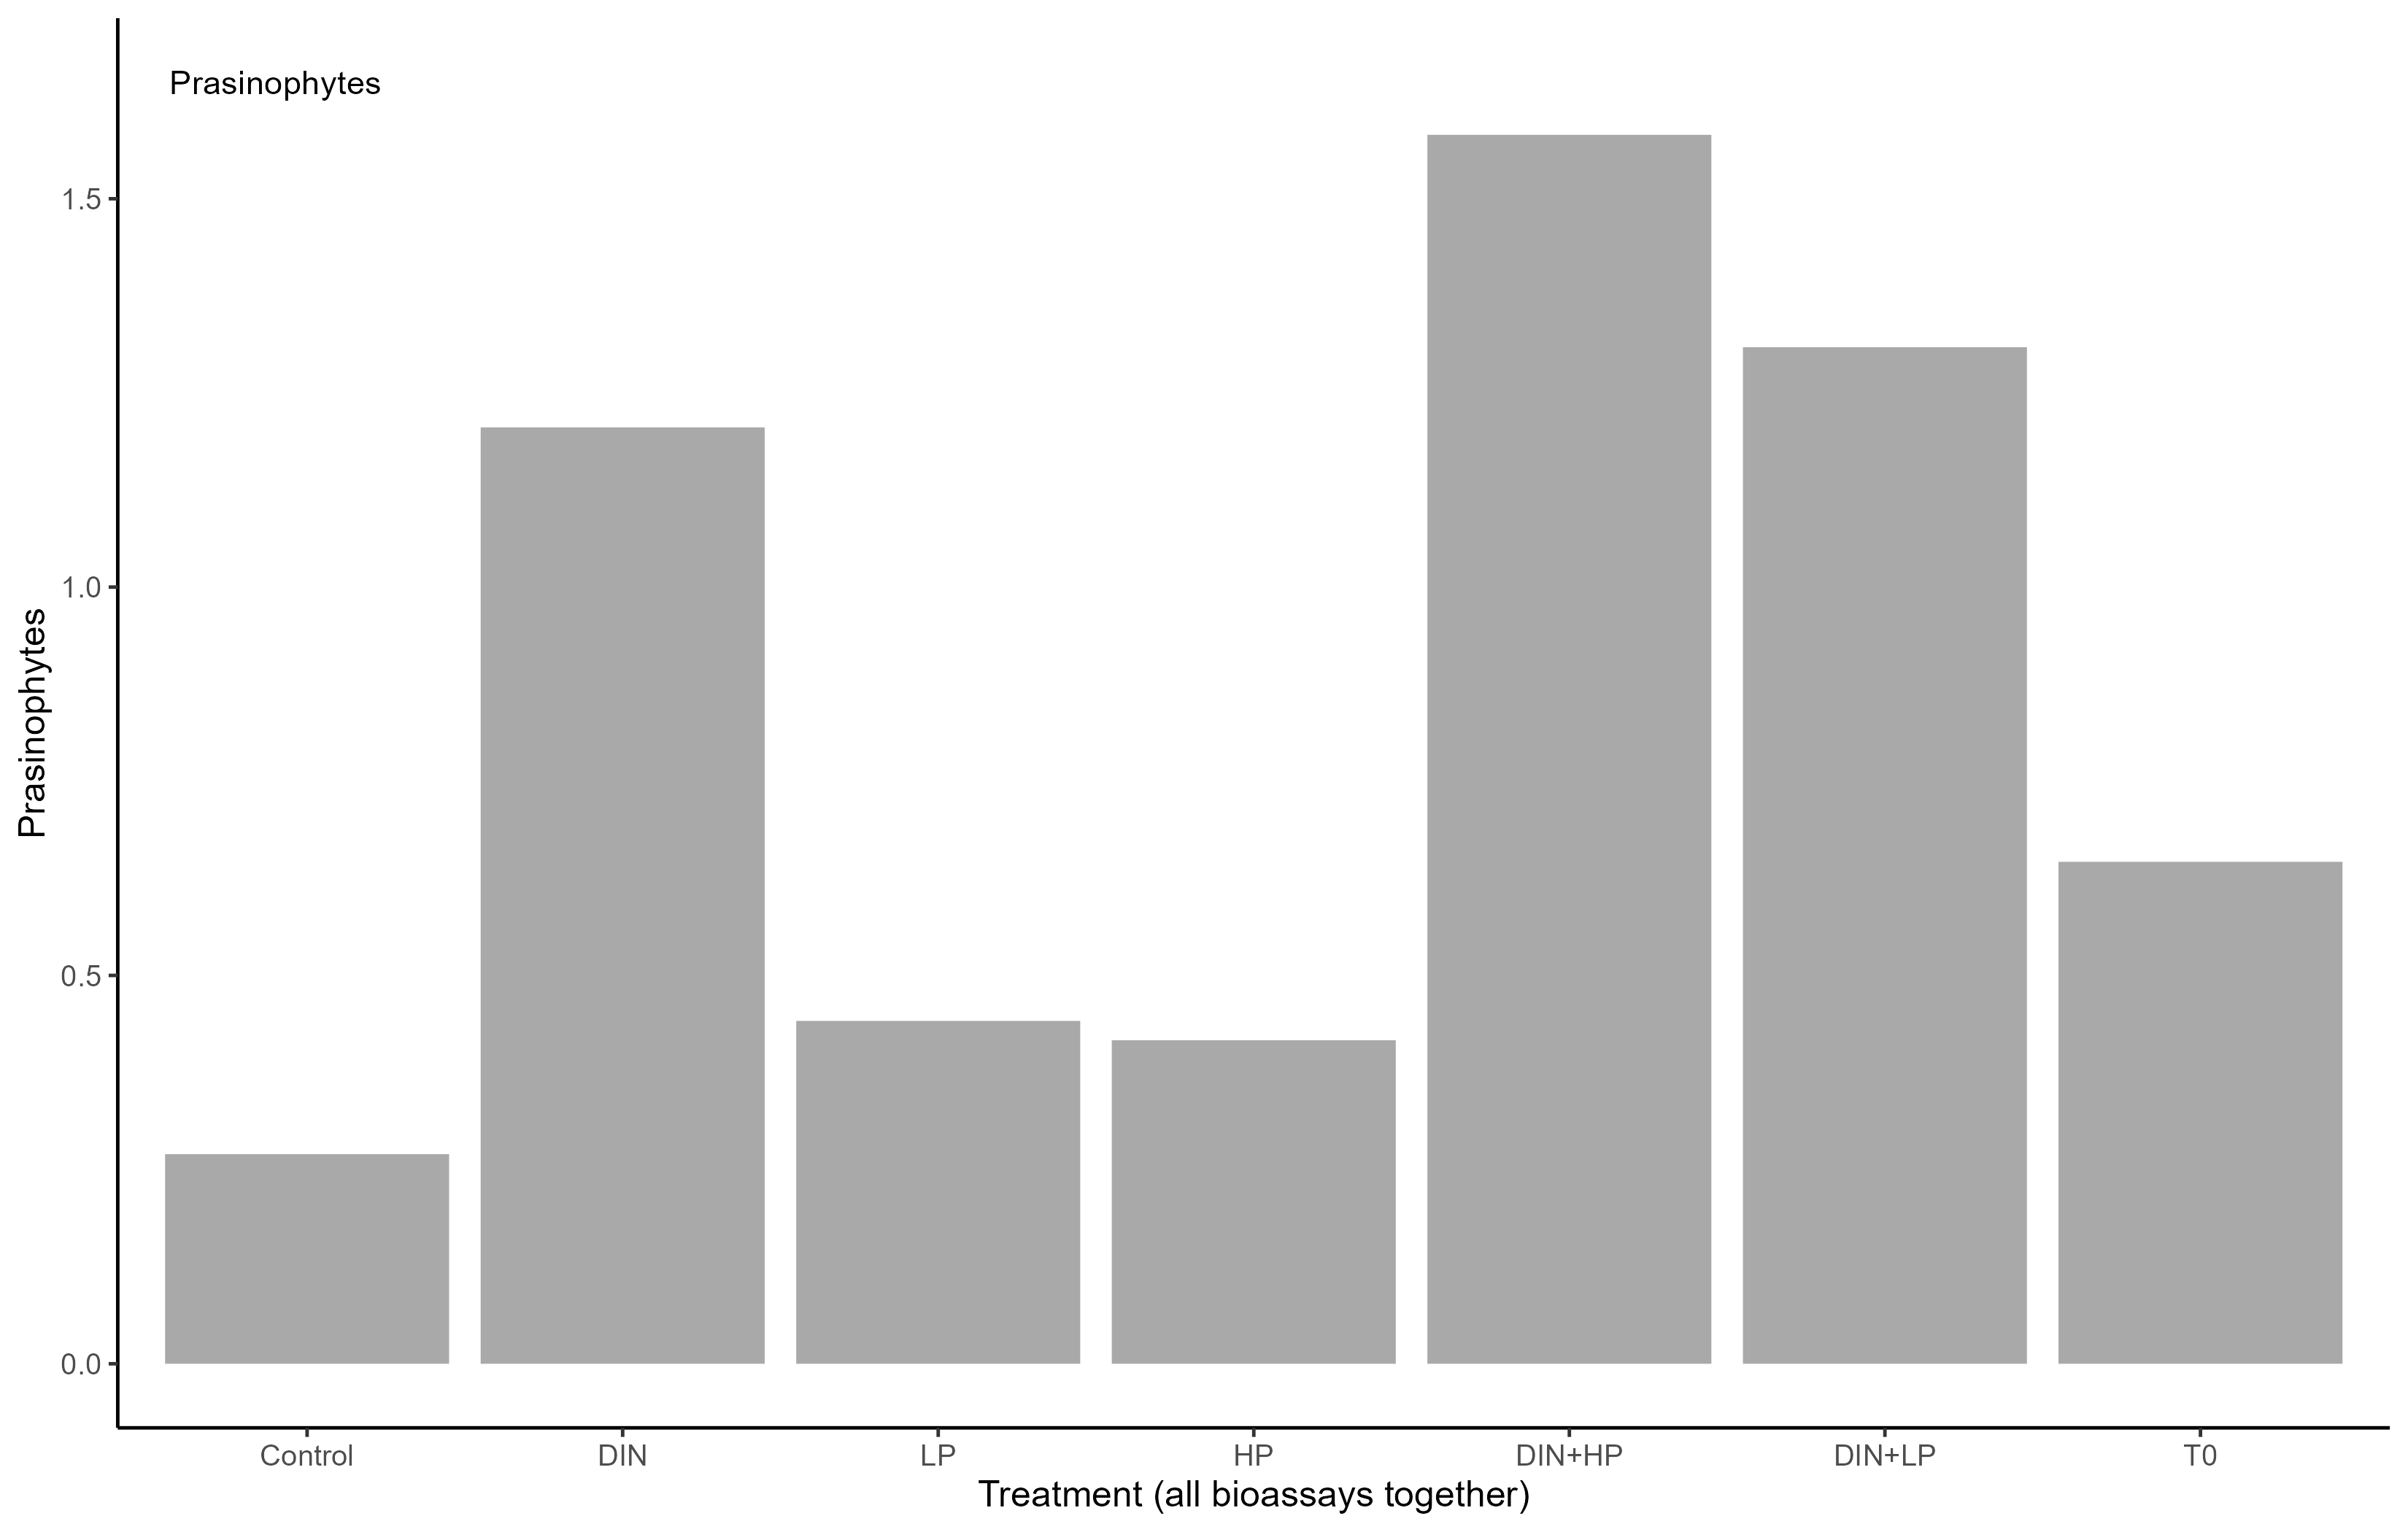 Prasinophytes
1.5
1.0
0.5
0.0
Prasinophytes
Control
DIN
LP
HP
DIN+HP
DIN+LP
T0
Treatment (all bioassays together)